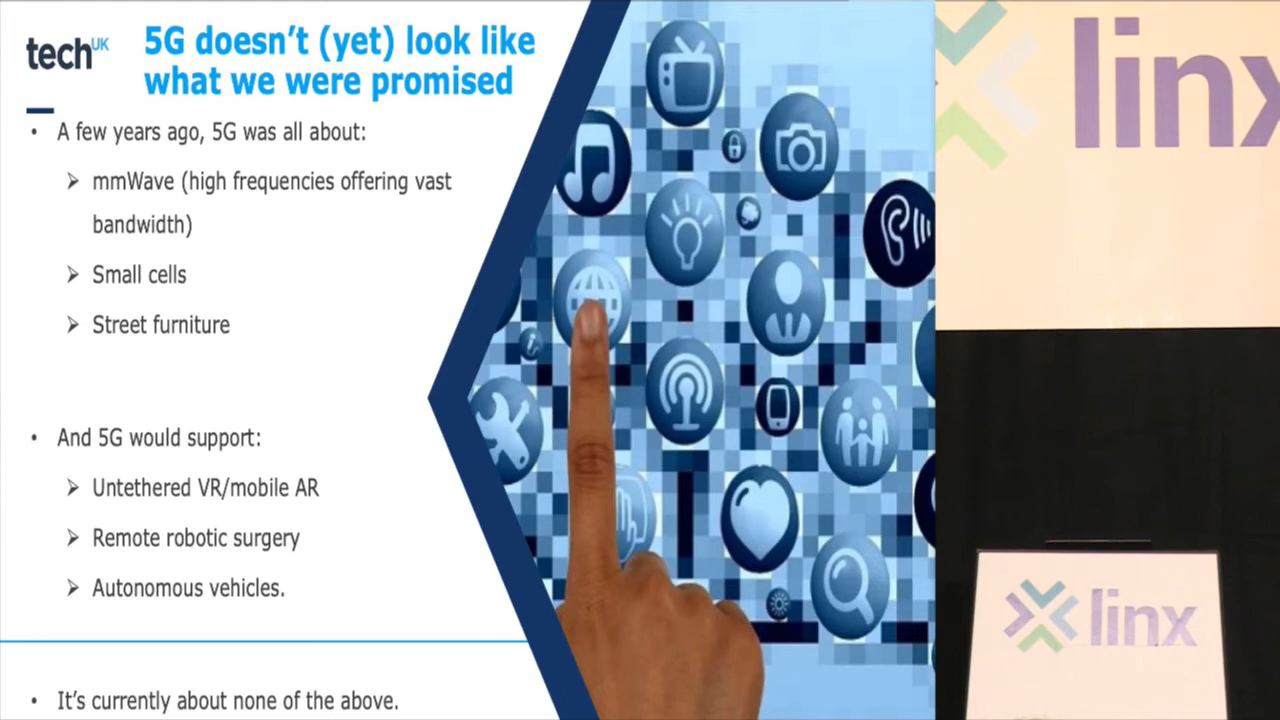 techUK
5G doesn't (yet) look like
what we were promised
• A few years ago, 5G was all about:
➢ mmWave (high frequencies offering vast
bandwidth)
➢ Small cells
➢ Street furniture
• And 5G would support:
➢ Untethered VR/mobile AR
➢ Remote robotic surgery
➢ Autonomous vehicles.
• It's currently about none of the above.
linx
linx